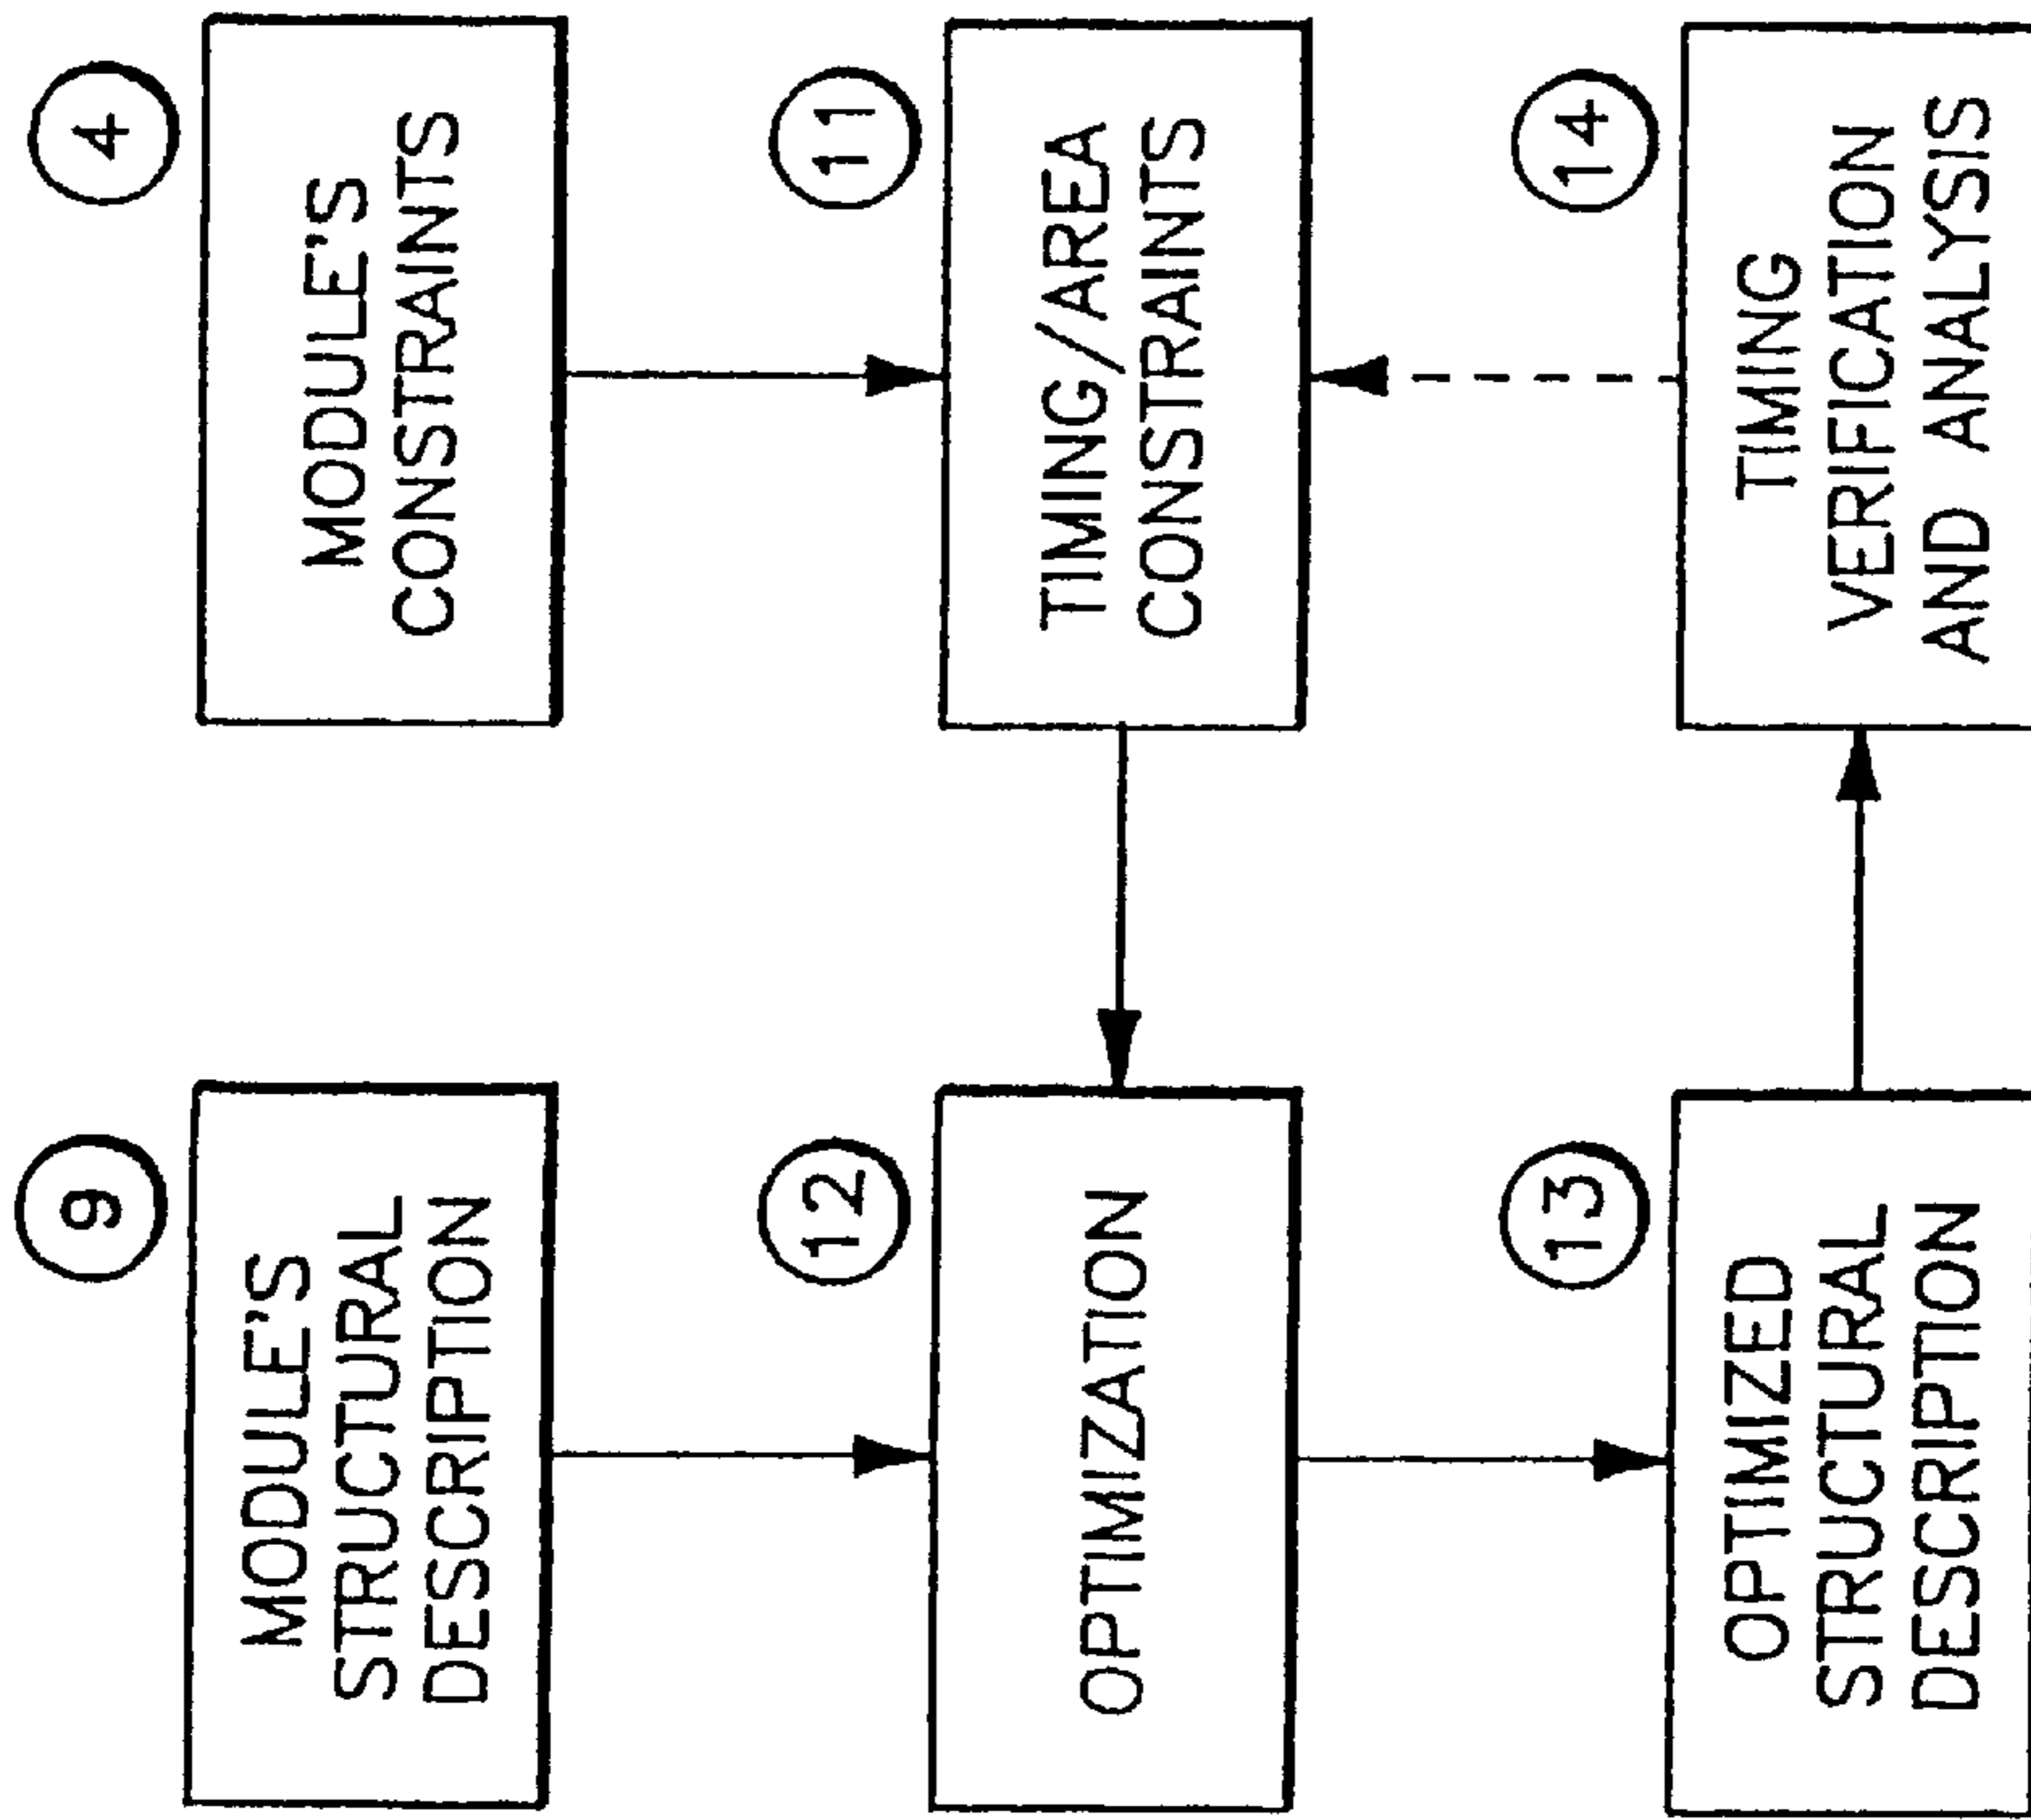 9
MODULE'S
STRUCTURAL
DESCRIPTION
4
MODULE'S
CONSTRAINTS
12
OPTIMIZATION
11
TIMING/AREA
CONSTRAINTS
13
OPTIMIZED
STRUCTURAL
DESCRIPTION
14
TIMING
VERIFICATION
AND ANALYSIS